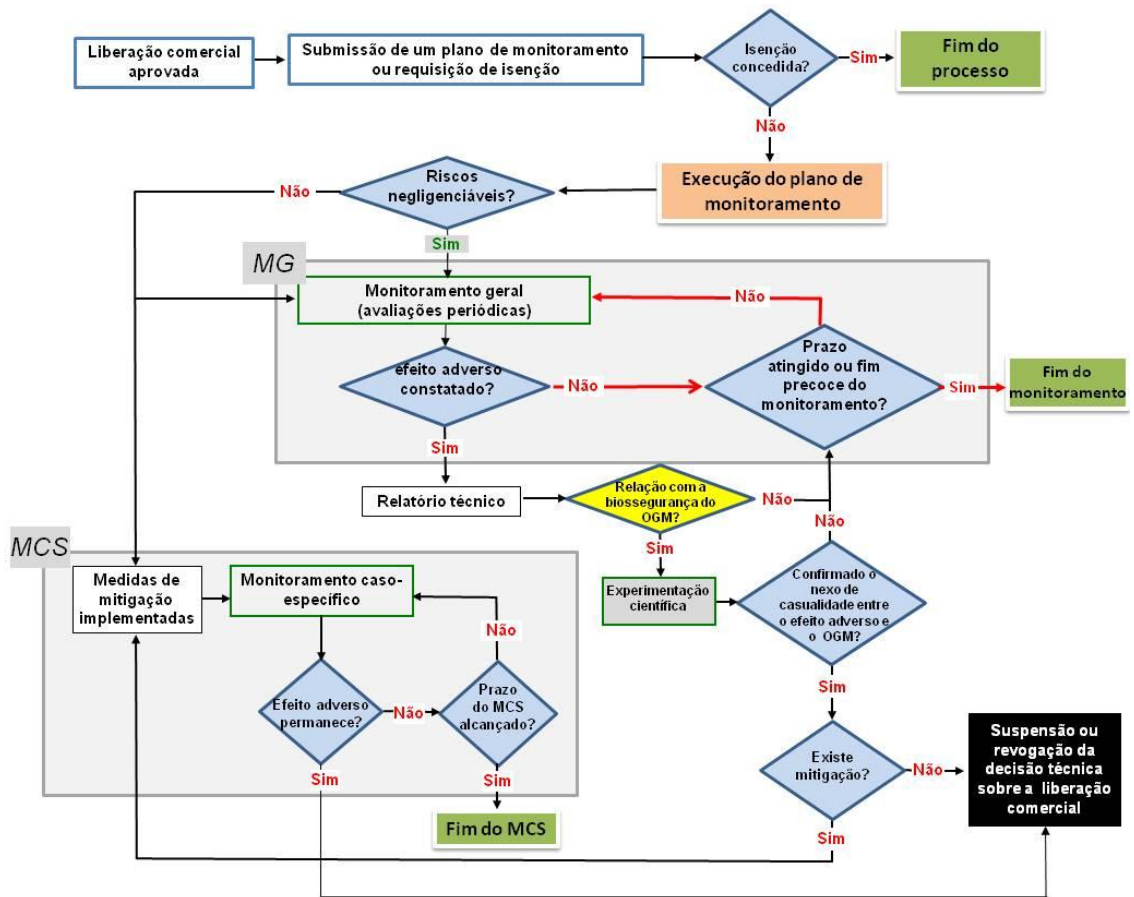 Liberação comercial
aprovada
Submissão de um plano de monitoramento
ou requisição de isenção
Isenção
concedida?
Sim
Fim do
processo
Não
Execução do plano de
monitoramento
Riscos
negligenciáveis?
Não
Sim
MG
Monitoramento geral
(avaliações periódicas)
Não
efeito adverso
constatado?
Não
Prazo
atingido ou fim
precoce do
monitoramento?
Sim
Fim do
monitoramento
Sim
Relatório técnico
Relação com a
biossegurança do
OGM?
Não
Não
Sim
MCS
Medidas de
mitigação
implementadas
Monitoramento caso-
específico
Experimentação
científica
Confirmado o
nexo de
casualidade entre
o efeito adverso e
o OGM?
Não
Efeito adverso
permanece?
Não
Prazo
do MCS
alcançado?
Sim
Sim
Sim
Fim do MCS
Existe
mitigação?
Não
Suspensão ou
revogação da
decisão técnica
sobre a liberação
comercial
Sim